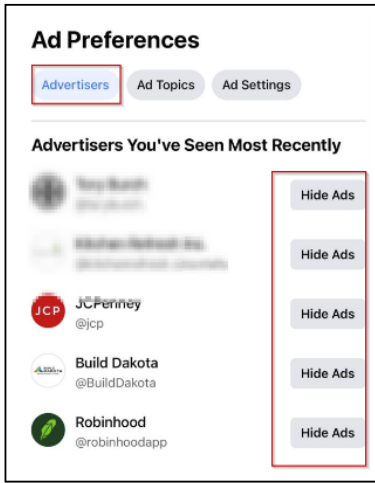 Ad Preferences
Advertisers Ad Topics Ad Settings
Advertisers You've Seen Most Recently
Hide Ads
Hide Ads
JCP JCPenney Hide Ads
@jcp
Build Dakota Hide Ads
@BuildDakota
Robinhood Hide Ads
@robinhoodapp